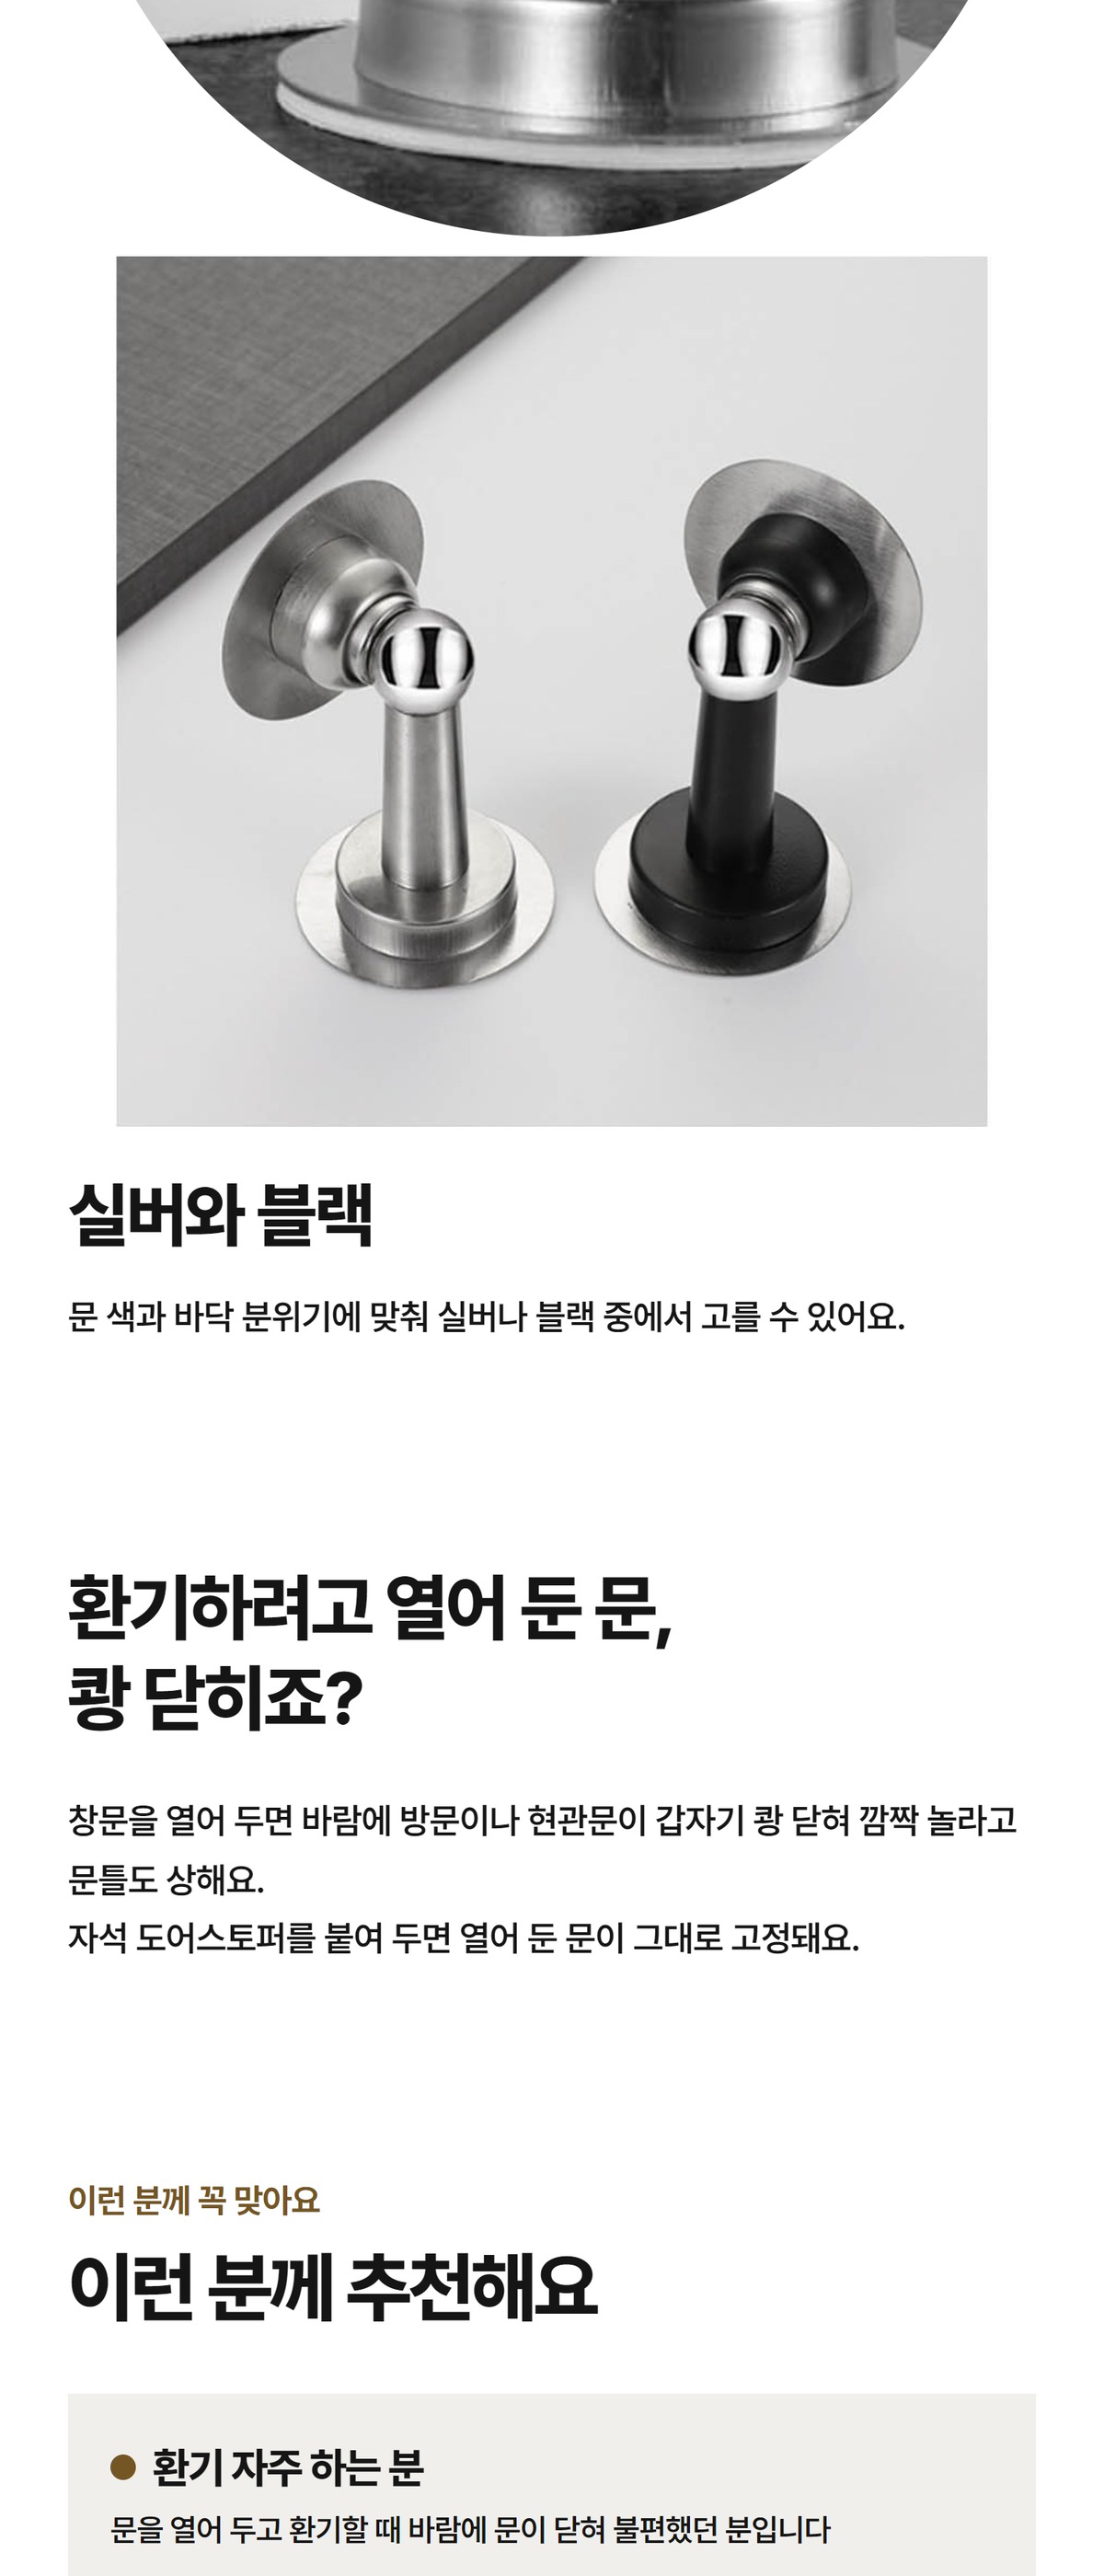 실버와 블랙
문 색과 바닥 분위기에 맞춰 실버나 블랙 중에서 고를 수 있어요.
환기하려고 열어 둔 문,
쾅 닫히죠?
창문을 열어 두면 바람에 방문이나 현관문이 갑자기 쾅 닫혀 깜짝 놀라고
문틀도 상해요.
자석 도어스토퍼를 붙여 두면 열어 둔 문이 그대로 고정돼요.
이런 분께 꼭 맞아요
이런 분께 추천해요
환기 자주 하는 분
문을 열어 두고 환기할 때 바람에 문이 닫혀 불편했던 분입니다